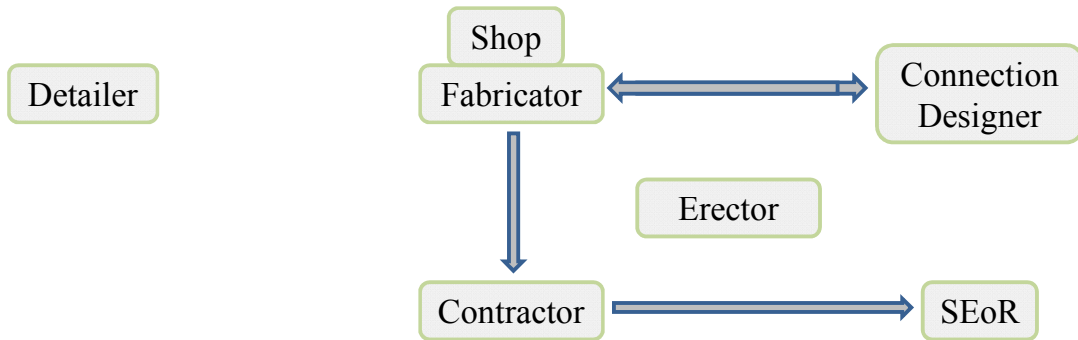 Shop
Detailer
Fabricator
Connection
Designer
Erector
Contractor
SEoR